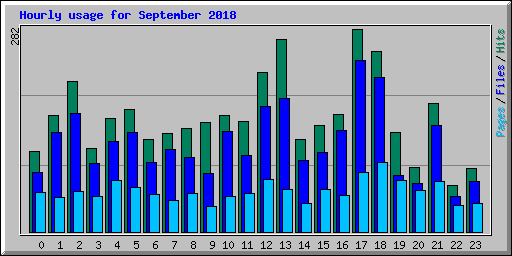 Hourly usage for September 2018
282
Pages/Files/Hits
0 1 2 3 4 5 6 7 8 9 10 11 12 13 14 15 16 17 18 19 20 21 22 23